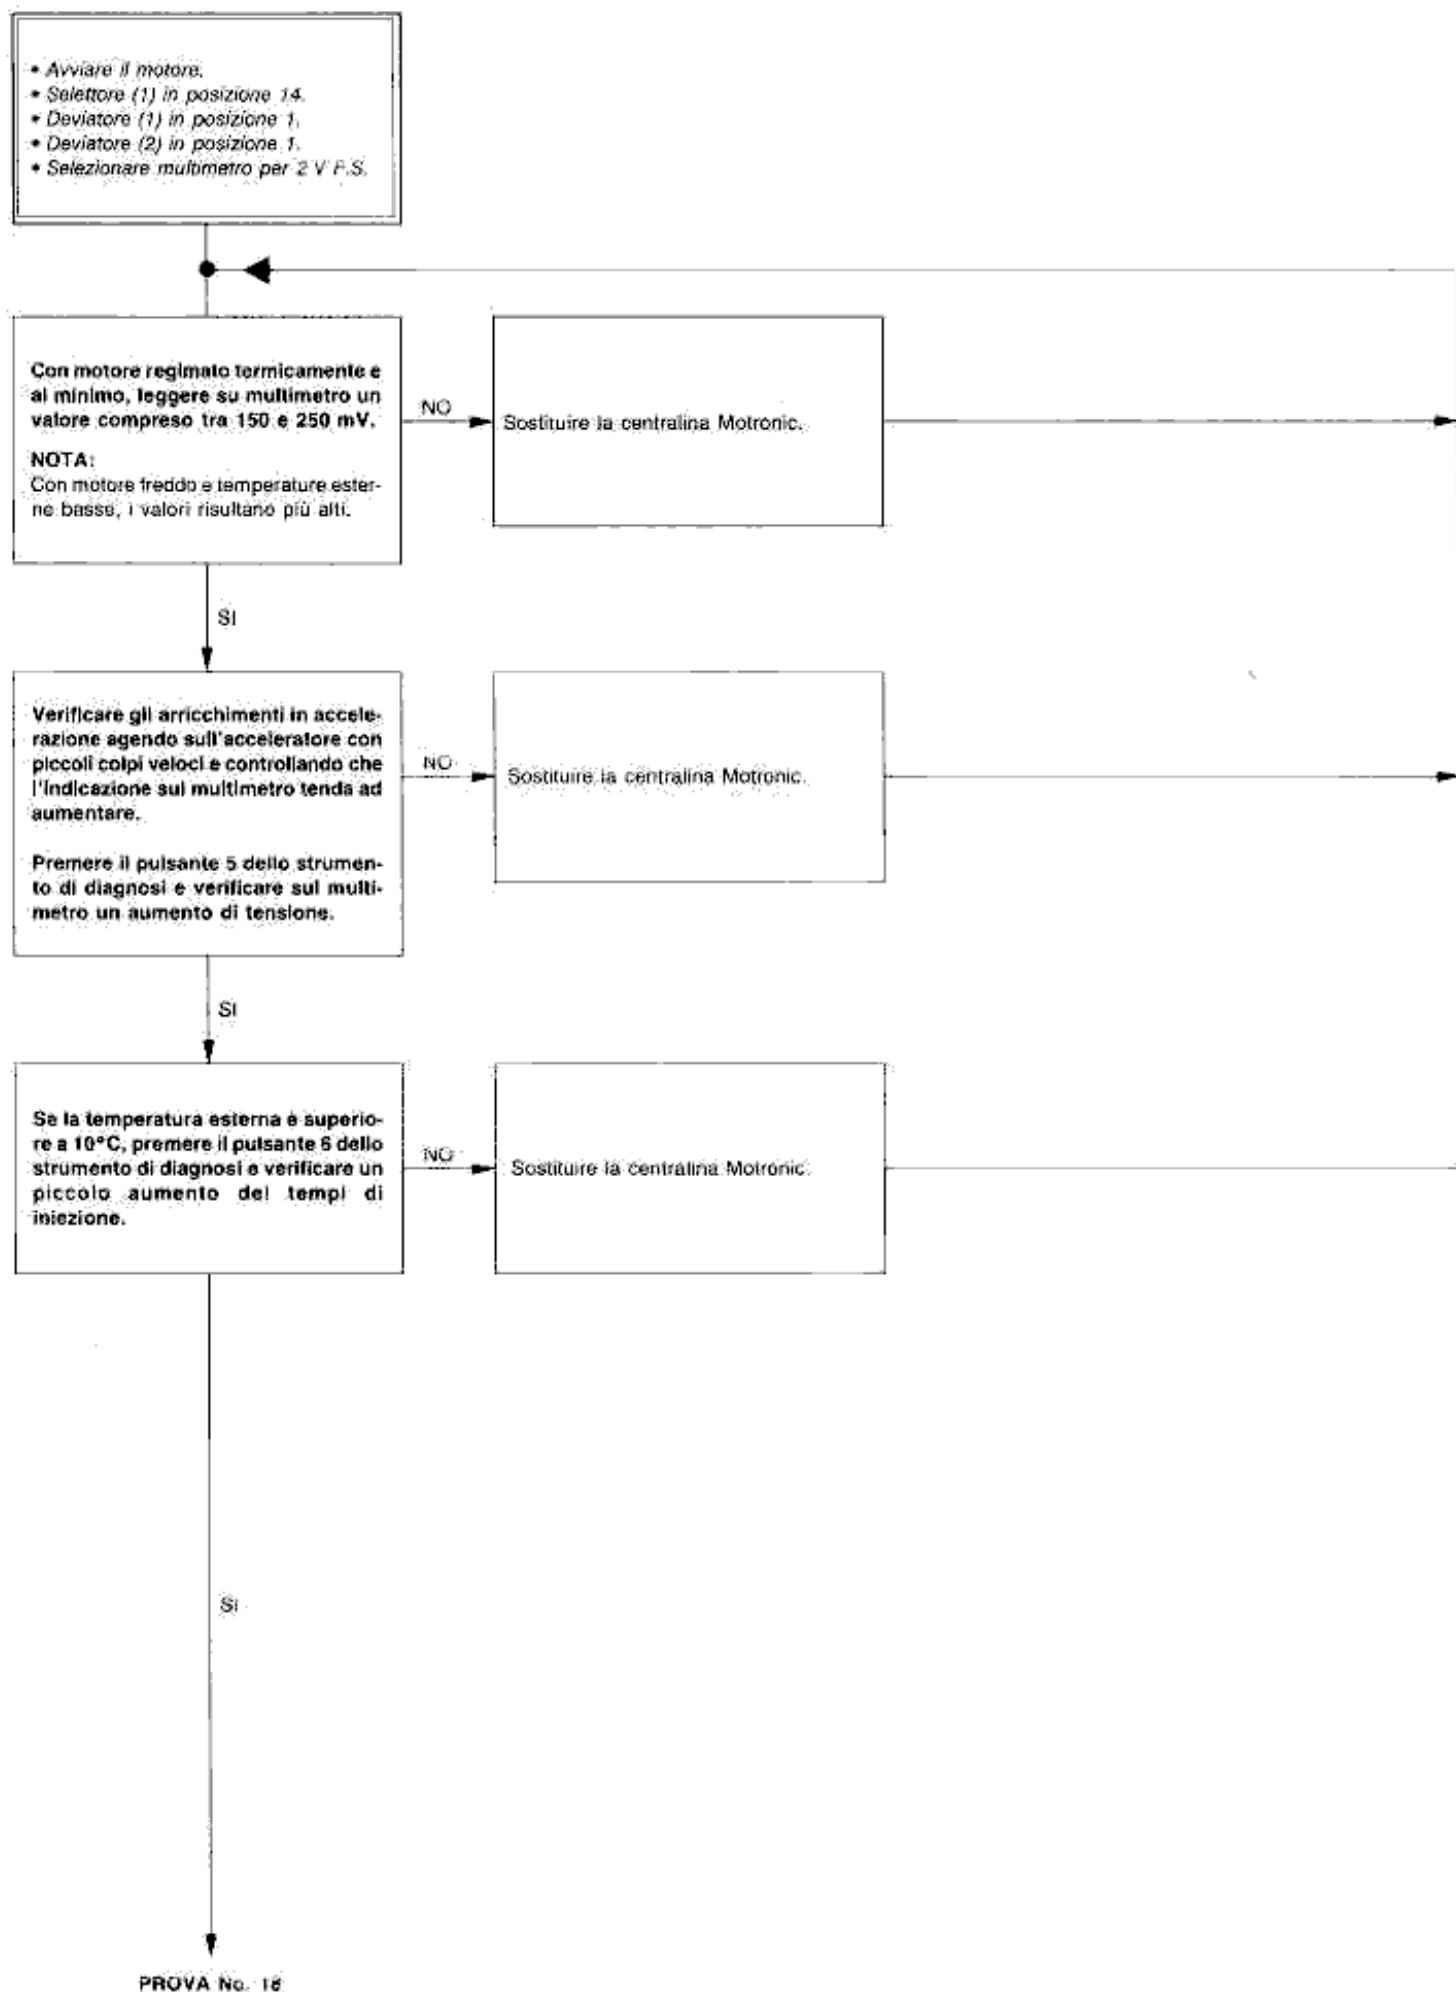 • Avviare il motore.
• Selettore (1) in posizione 14.
• Deviatore (1) in posizione 1.
• Deviatore (2) in posizione 1.
• Selezionare multimetro per 2 V F.S.
Con motore regimato termicamente e
al minimo, leggere su multimetro un
valore compreso tra 150 e 250 mV.
NOTA:
Con motore freddo e temperature ester-
ne basse, i valori risultano più alti.
NO
Sostituire la centralina Motronic.
SI
Verificare gli arricchimenti in accele-
razione agendo sull'acceleratore con
piccoli colpi veloci e controllando che
l'indicazione sul multimetro tenda ad
aumentare.
Premere il pulsante 5 dello strumen-
to di diagnosi e verificare sul multi-
metro un aumento di tensione.
NO
Sostituire la centralina Motronic.
SI
Se la temperatura esterna è superio-
re a 10°C, premere il pulsante 6 dello
strumento di diagnosi e verificare un
piccolo aumento dei tempi di
iniezione.
NO
Sostituire la centralina Motronic.
SI
PROVA No. 18